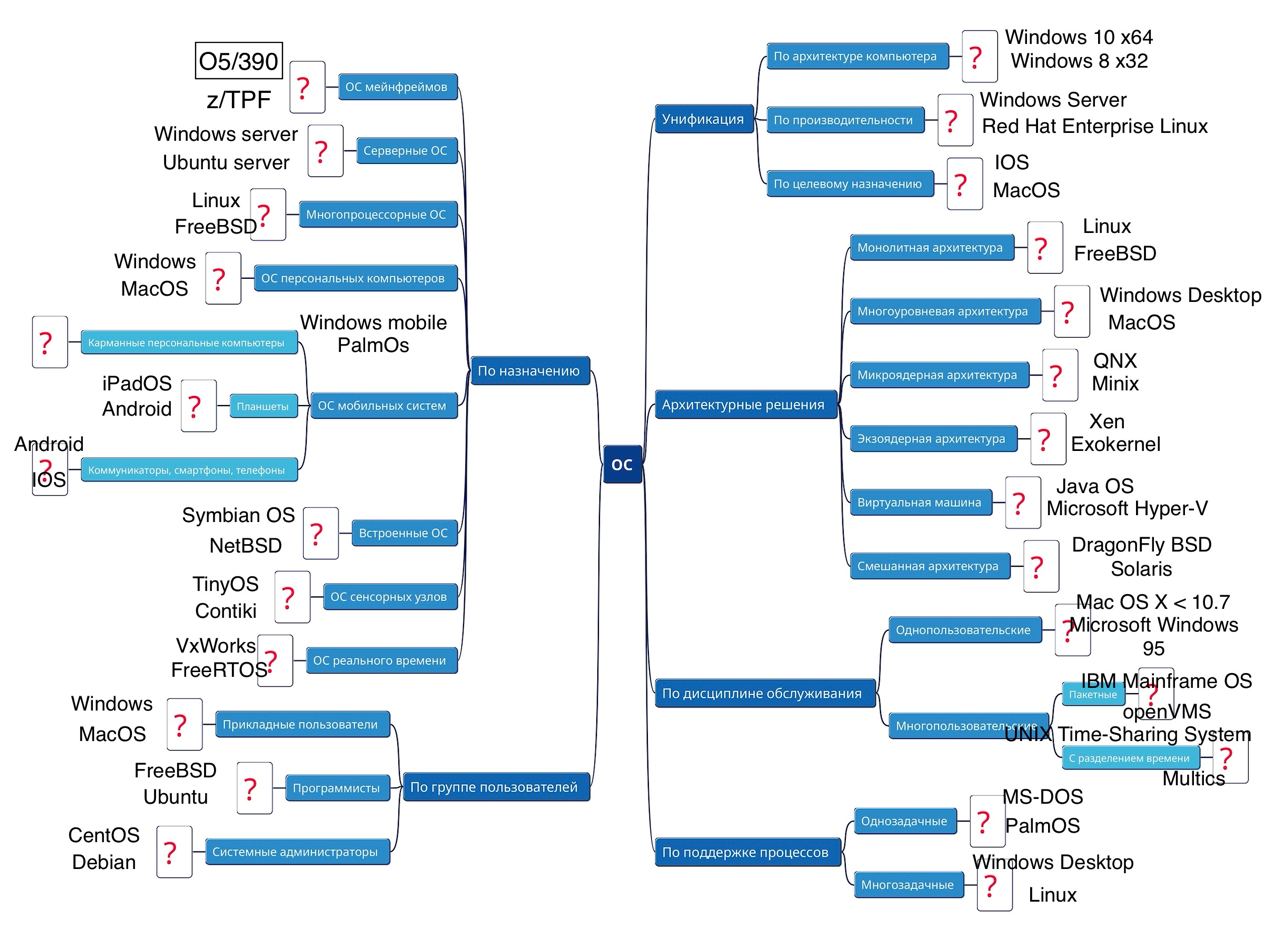 O5/390
z/TPF
?
ОС мейнфреймов
Windows server
Ubuntu server
?
Серверные ОС
Linux
FreeBSD
?
Многопроцессорные ОС
Windows
MacOS
?
ОС персональных компьютеров
?
Карманные персональные компьютеры
Windows mobile
PalmOs
iPadOS
Android
?
Планшеты
ОС мобильных систем
Android
IOS
?
Коммуникаторы, смартфоны, телефоны
Symbian OS
NetBSD
?
Встроенные ОС
TinyOS
Contiki
?
ОС сенсорных узлов
VxWorks
FreeRTOS
?
ОС реального времени
По назначению
Windows
MacOS
?
Прикладные пользователи
FreeBSD
Ubuntu
?
Программисты
CentOS
Debian
?
Системные администраторы
По группе пользователей
ОС
Унификация
По архитектуре компьютера
?
Windows 10 x64
Windows 8 x32
По производительности
?
Windows Server
Red Hat Enterprise Linux
По целевому назначению
?
IOS
MacOS
Архитектурные решения
Монолитная архитектура
?
Linux
FreeBSD
Многоуровневая архитектура
?
Windows Desktop
MacOS
Микроядерная архитектура
?
QNX
Minix
Экзоядерная архитектура
?
Xen
Exokernel
Виртуальная машина
?
Java OS
Microsoft Hyper-V
Смешанная архитектура
?
DragonFly BSD
Solaris
По дисциплине обслуживания
Однопользовательские
?
Mac OS X < 10.7
Microsoft Windows
95
Многопользовательские
Пакетные
?
IBM Mainframe OS
openVMS
UNIX Time-Sharing System
С разделением времени
?
Multics
По поддержке процессов
Однозадачные
?
MS-DOS
PalmOS
Многозадачные
?
Windows Desktop
Linux